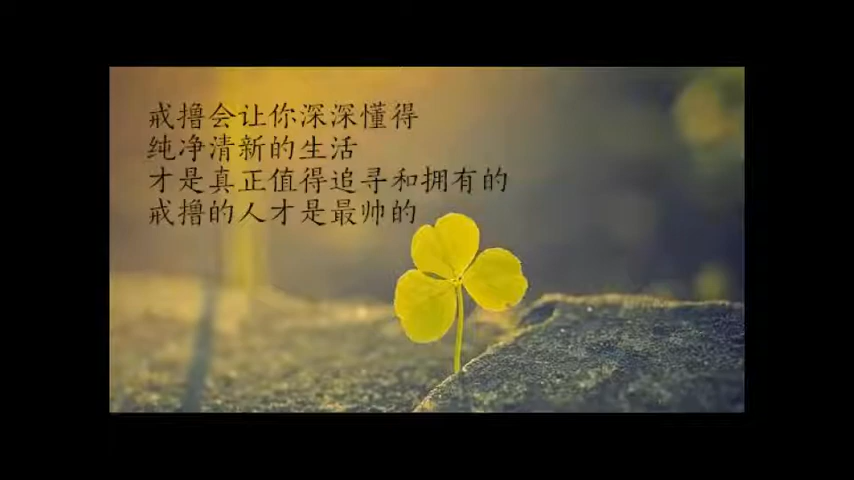 戒撸会让你深深懂得
纯净清新的生活
才是真正值得追寻和拥有的
戒撸的人才是最帅的